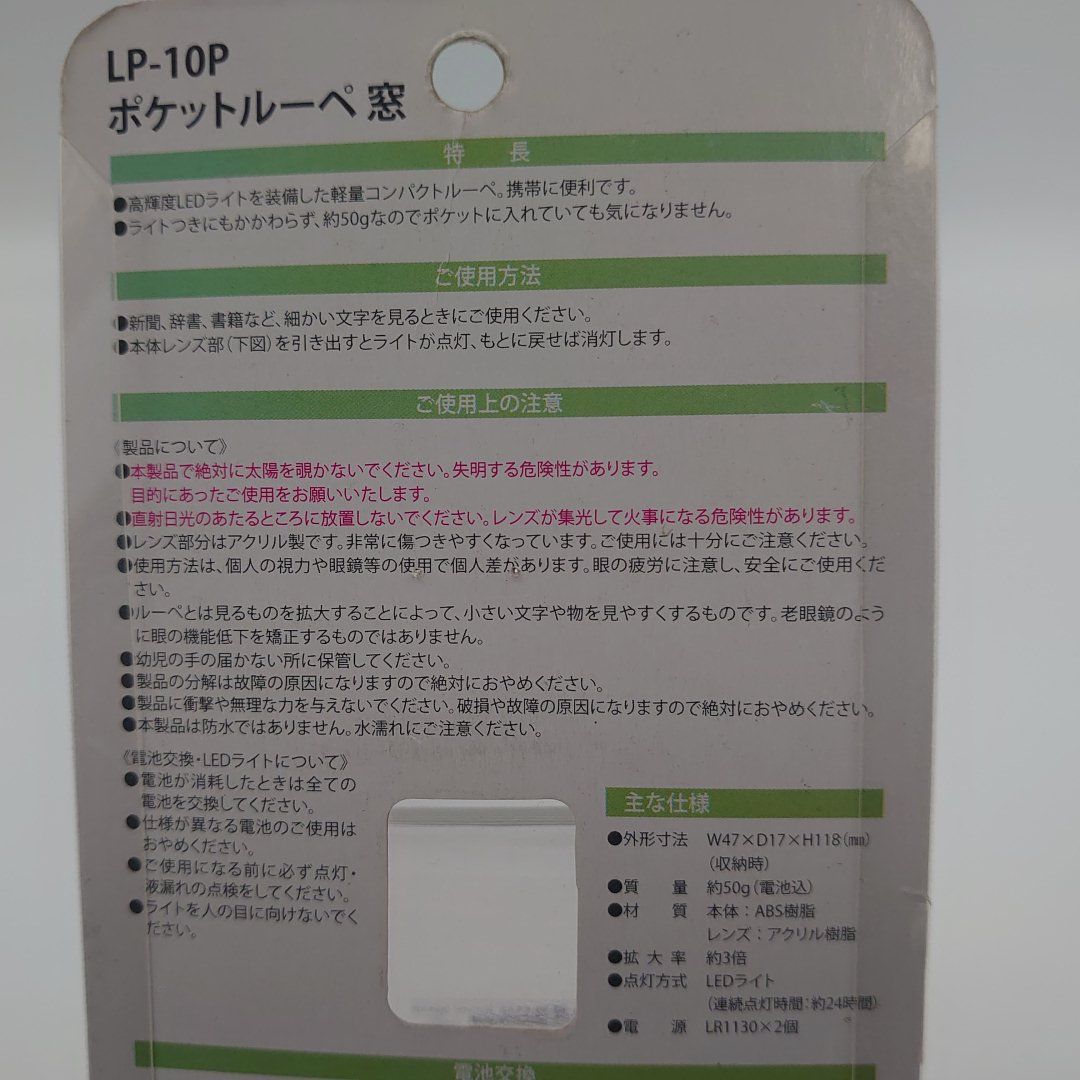 LP-10P
ポケットルーペ 窓
特 長
●高輝度LEDライトを装備した軽量コンパクトルーペ。携帯に便利です。
●ライトつきにもかかわらず、約50gなのでポケットに入れていても気になりません。
ご使用方法
●新聞、辞書、書籍など、細かい文字を見るときにご使用ください。
●本体レンズ部(下図)を引き出すとライトが点灯、もとに戻せば消灯します。
ご使用上の注意
《製品について》
●本製品で絶対に太陽を覗かないでください。失明する危険性があります。
目的にあったご使用をお願いいたします。
●直射日光のあたるところに放置しないでください。レンズが集光して火事になる危険性があります。
●レンズ部分はアクリル製です。非常に傷つきやすくなっています。ご使用には十分にご注意ください。
●使用方法は、個人の視力や眼鏡等の使用で個人差があります。眼の疲労に注意し、安全にご使用くだ
さい。
●ルーペとは見るものを拡大することによって、小さい文字や物を見やすくするものです。老眼鏡のよう
に眼の機能低下を矯正するものではありません。
●幼児の手の届かない所に保管してください。
●製品の分解は故障の原因になりますので絶対におやめください。
●製品に衝撃や無理な力を与えないでください。破損や故障の原因になりますので絶対におやめください。
●本製品は防水ではありません。水濡れにご注意ください。
《電池交換・LEDライトについて》
●電池が消耗したときは全ての
電池を交換してください。
●仕様が異なる電池のご使用は
おやめください。
●ご使用になる前に必ず点灯・
液漏れの点検をしてください。
●ライトを人の目に向けないでく
ださい。
主な仕様
●外形寸法 W47×D17×H118(㎜)
(収納時)
●質 量 約50g(電池込)
●材 質 本体:ABS樹脂
レンズ:アクリル樹脂
●拡大率 約3倍
●点灯方式 LEDライト
(連続点灯時間:約24時間)
●電 源 LR1130×2個
電池交換